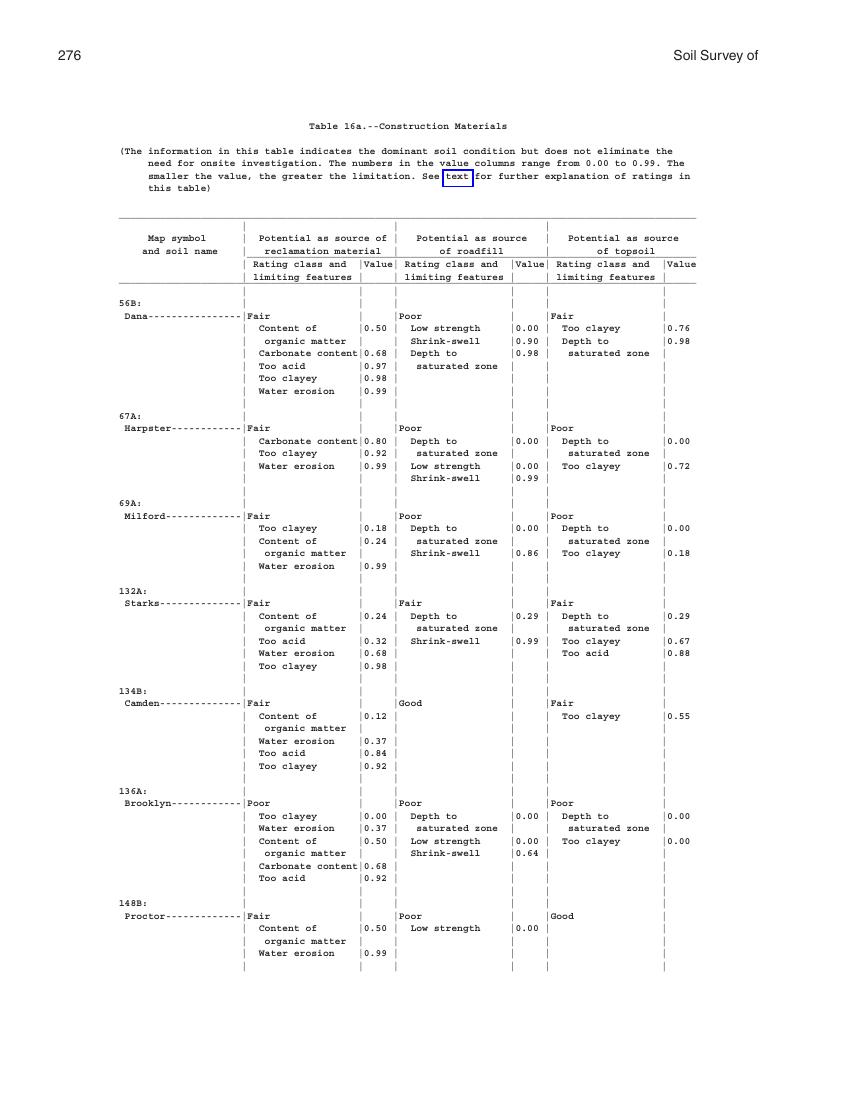 276
Soil Survey of
Table 16a.--Construction Materials
(The information in this table indicates the dominant soil condition but does not eliminate the
need for onsite investigation. The numbers in the value columns range from 0.00 to 0.99. The
smaller the value, the greater the limitation. See text for further explanation of ratings in
this table)
Map symbol | Potential as source of | Potential as source | Potential as source
and soil name | reclamation material | of roadfill | of topsoil
| Rating class and |Value| Rating class and |Value| Rating class and |Value
| limiting features | | limiting features | | limiting features |
56B:
Dana---------------|Fair | |Poor | |Fair |
| Content of |0.50 | Low strength |0.00 | Too clayey |0.76
| organic matter | | Shrink-swell |0.90 | Depth to |0.98
| Carbonate content|0.68 | Depth to |0.98 | saturated zone |
| Too acid |0.97 | saturated zone | | |
| Too clayey |0.98 | | | |
| Water erosion |0.99 | | | |
67A:
Harpster-----------|Fair | |Poor | |Poor |
| Carbonate content|0.80 | Depth to |0.00 | Depth to |0.00
| Too clayey |0.92 | saturated zone | | saturated zone |
| Water erosion |0.99 | Low strength |0.00 | Too clayey |0.72
| | | Shrink-swell |0.99 | |
69A:
Milford------------|Fair | |Poor | |Poor |
| Too clayey |0.18 | Depth to |0.00 | Depth to |0.00
| Content of |0.24 | saturated zone | | saturated zone |
| organic matter | | Shrink-swell |0.86 | Too clayey |0.18
| Water erosion |0.99 | | | |
132A:
Starks-------------|Fair | |Fair | |Fair |
| Content of |0.24 | Depth to |0.29 | Depth to |0.29
| organic matter | | saturated zone | | saturated zone |
| Too acid |0.32 | Shrink-swell |0.99 | Too clayey |0.67
| Water erosion |0.68 | | | Too acid |0.88
| Too clayey |0.98 | | | |
134B:
Camden-------------|Fair | |Good | |Fair |
| Content of |0.12 | | | Too clayey |0.55
| organic matter | | | | |
| Water erosion |0.37 | | | |
| Too acid |0.84 | | | |
| Too clayey |0.92 | | | |
136A:
Brooklyn-----------|Poor | |Poor | |Poor |
| Too clayey |0.00 | Depth to |0.00 | Depth to |0.00
| Water erosion |0.37 | saturated zone | | saturated zone |
| Content of |0.50 | Low strength |0.00 | Too clayey |0.00
| organic matter | | Shrink-swell |0.64 | |
| Carbonate content|0.68 | | | |
| Too acid |0.92 | | | |
148B:
Proctor------------|Fair | |Poor | |Good |
| Content of |0.50 | Low strength |0.00 | |
| organic matter | | | | |
| Water erosion |0.99 | | | |